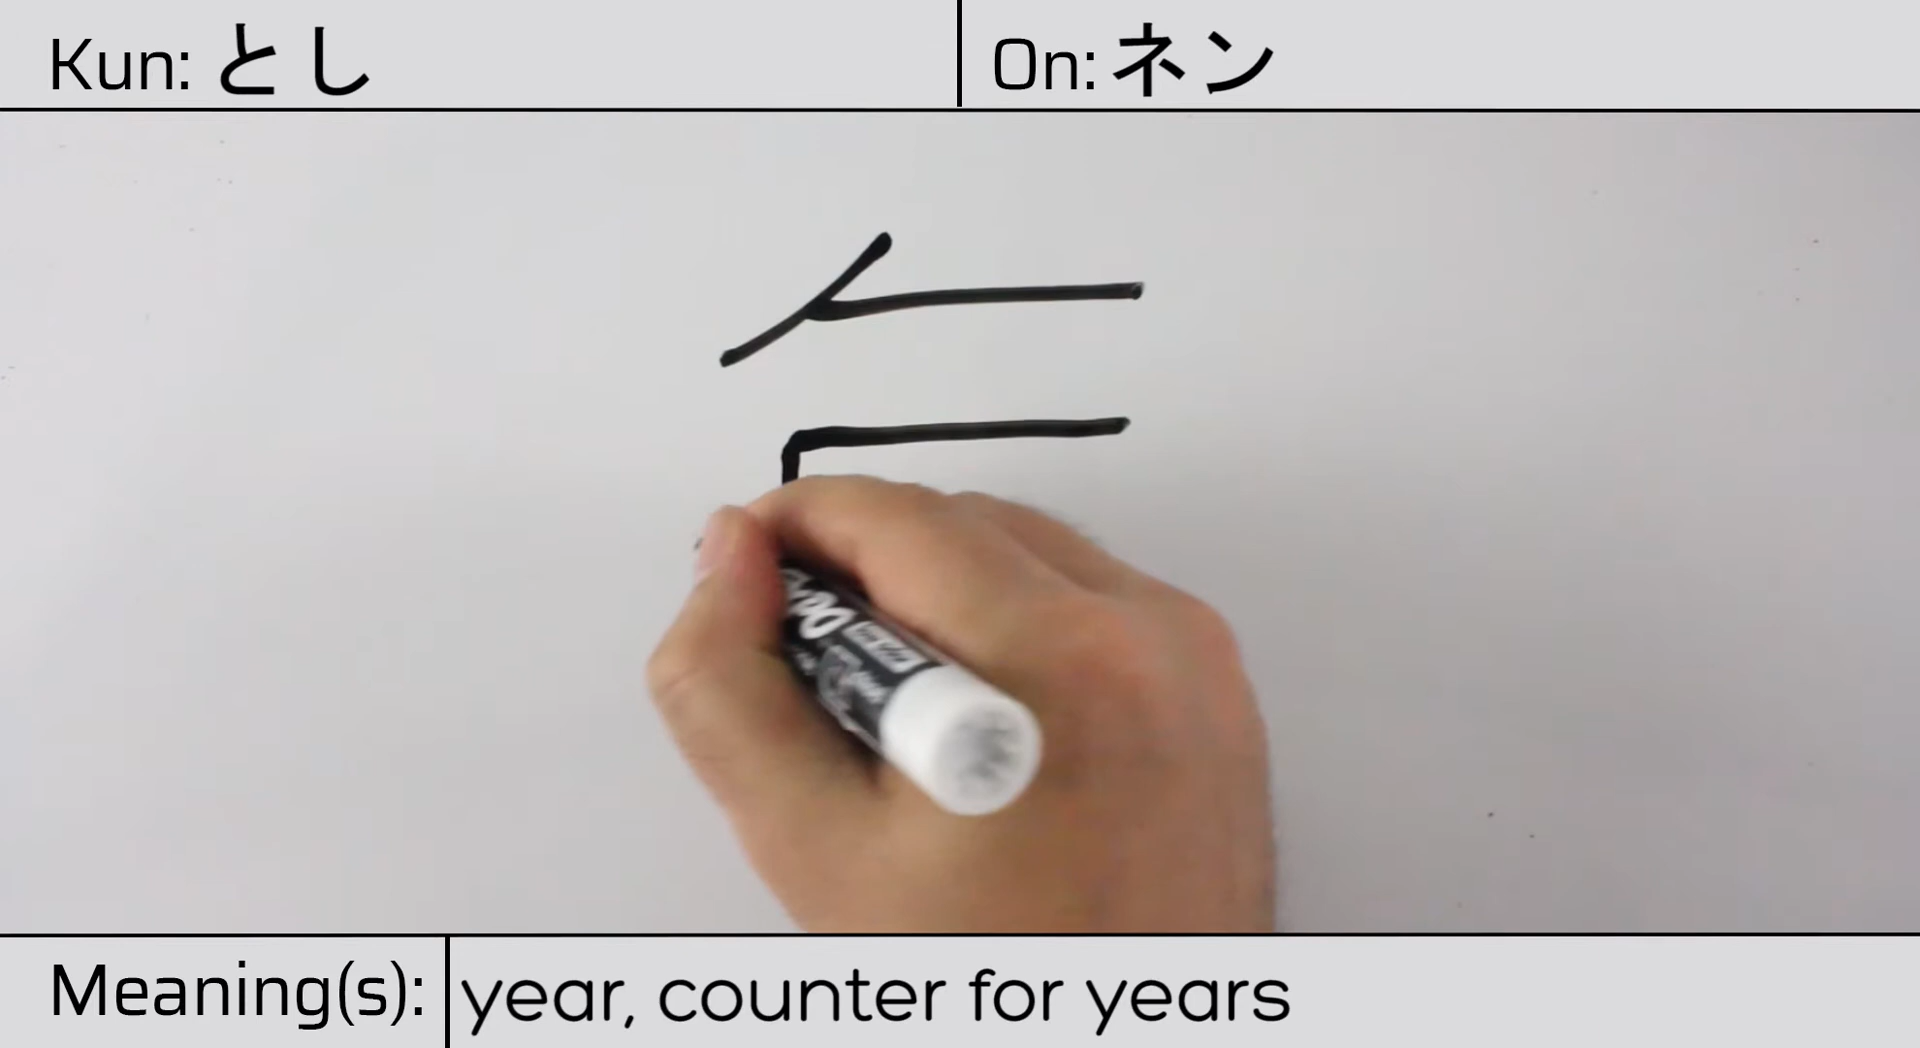 Kun: とし
On: ネン
Meaning(s): year, counter for years